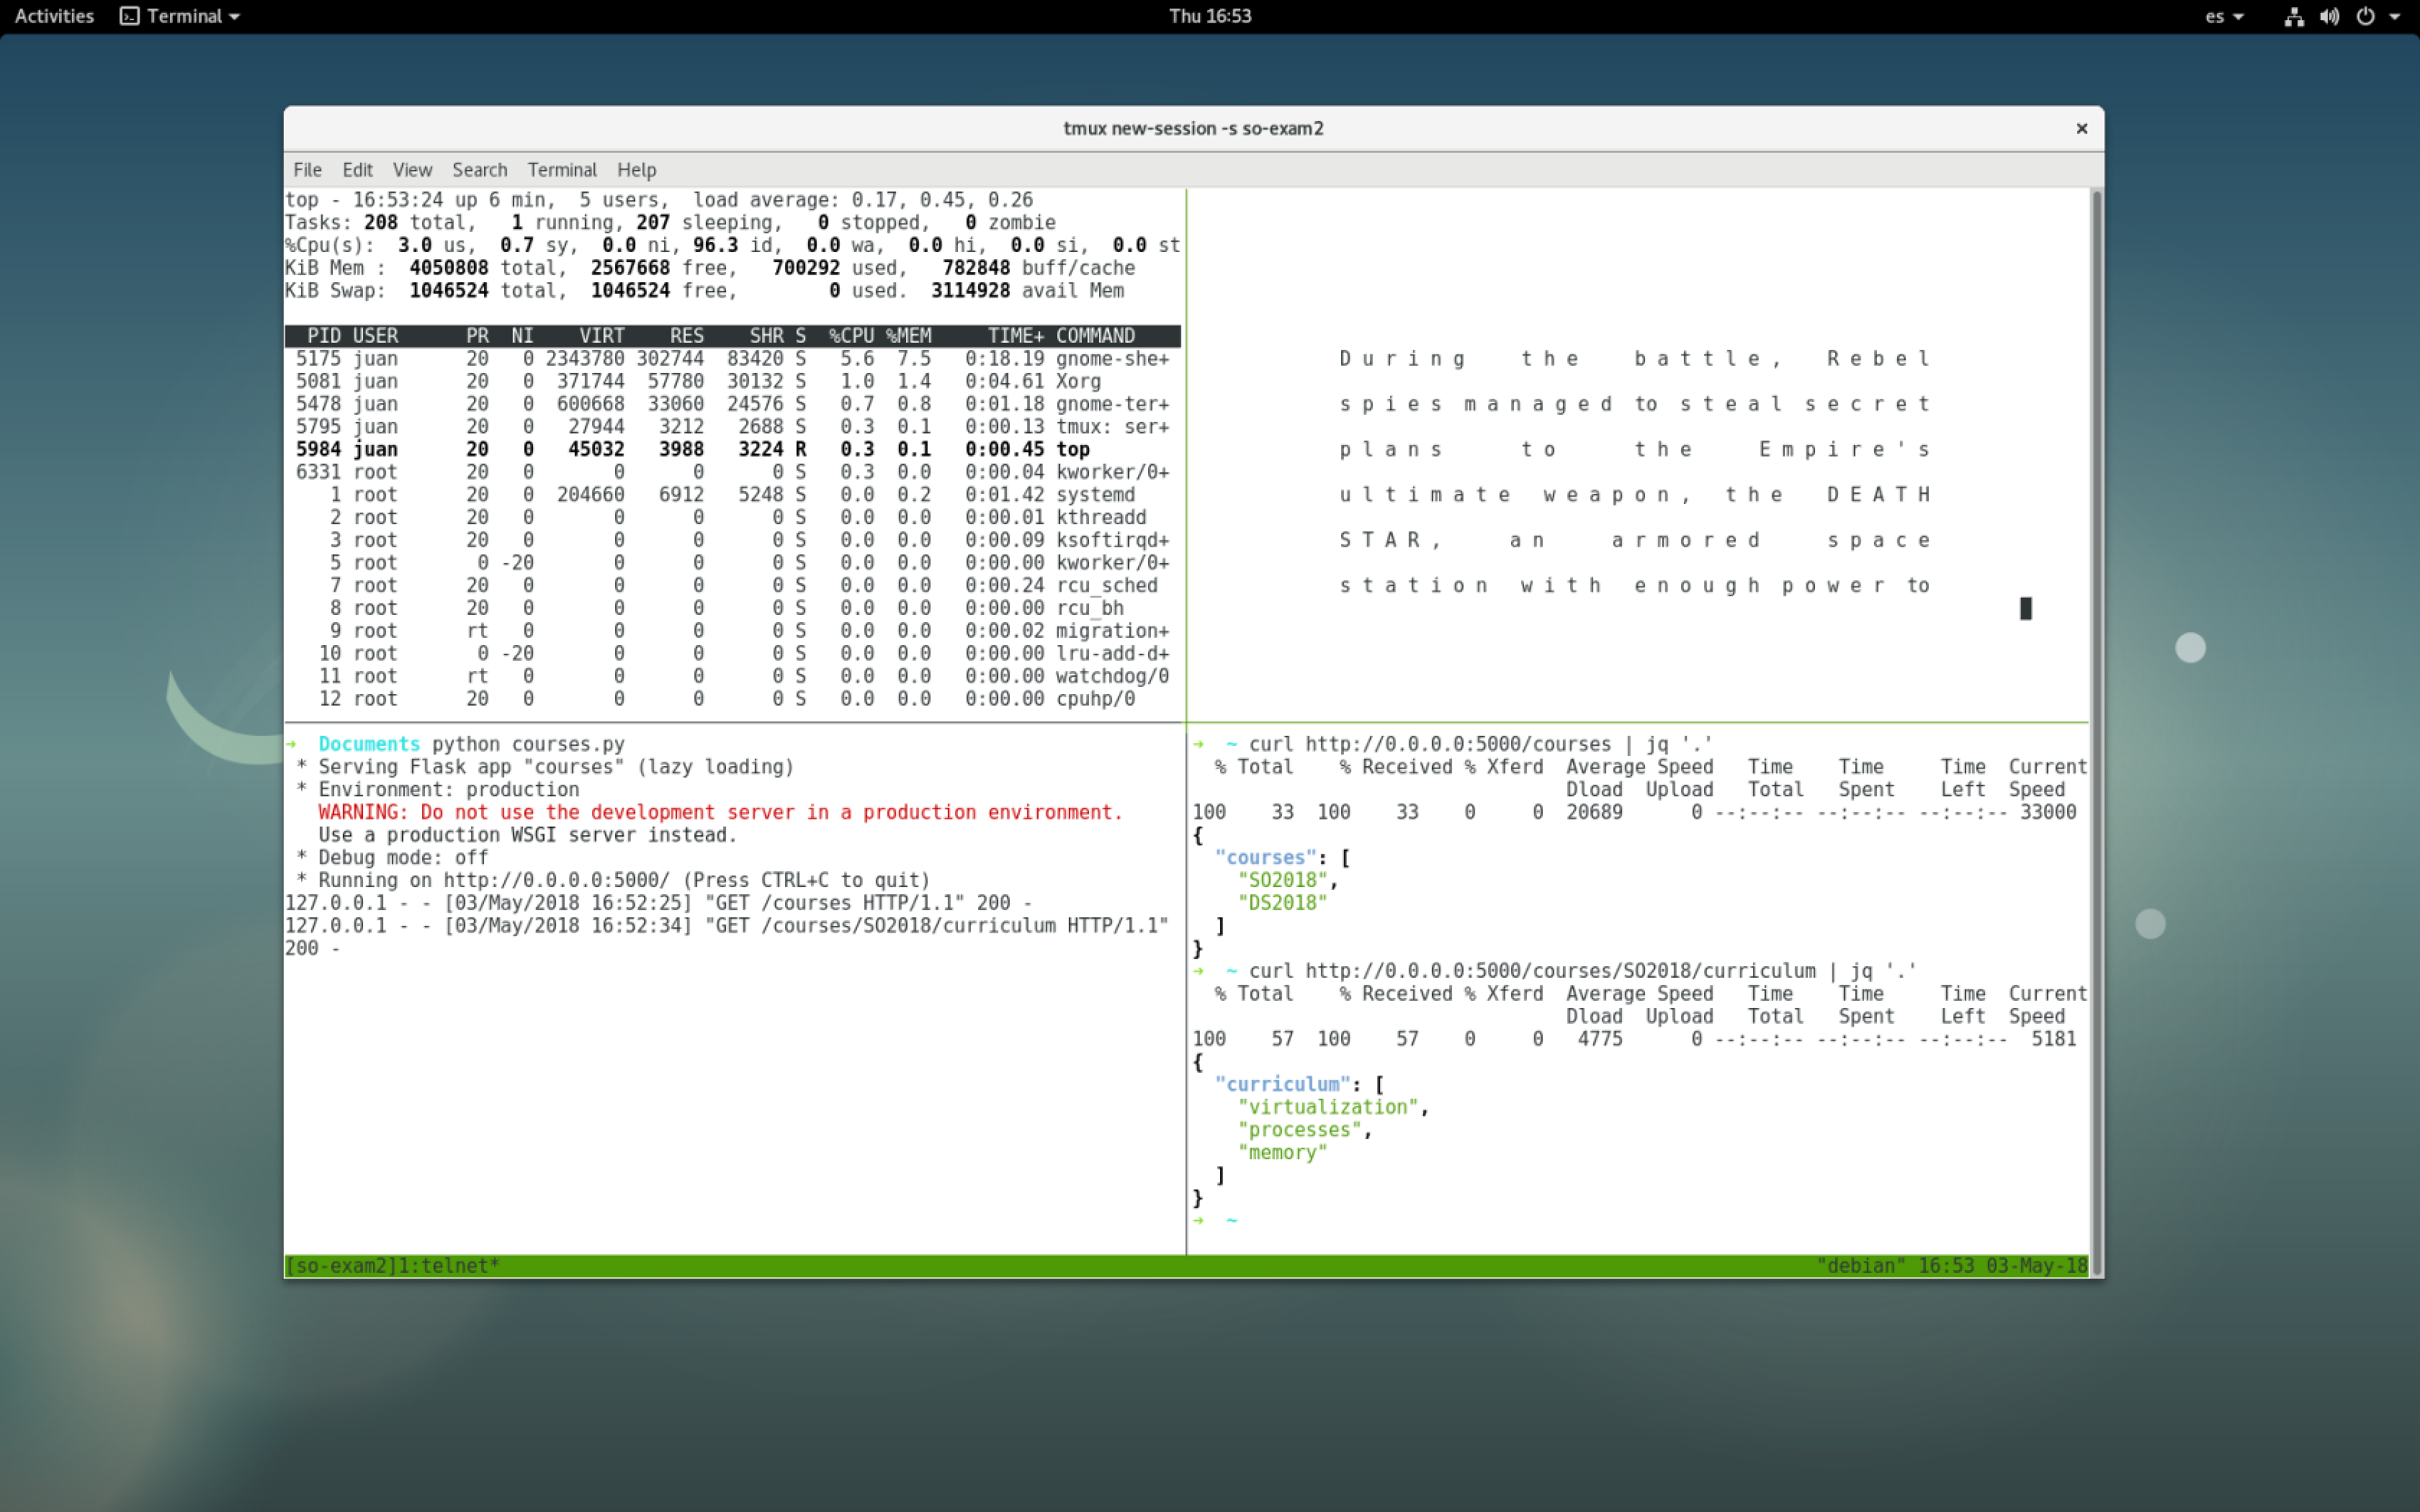 Activities Terminal Thu 16:53 es
tmux new-session -s so-exam2 ×
File Edit View Search Terminal Help
top - 16:53:24 up 6 min,  5 users,  load average: 0.17, 0.45, 0.26
Tasks: 208 total,   1 running, 207 sleeping,   0 stopped,   0 zombie
%Cpu(s):  3.0 us,  0.7 sy,  0.0 ni, 96.3 id,  0.0 wa,  0.0 hi,  0.0 si,  0.0 st
KiB Mem :  4050808 total,  2567668 free,   700292 used,   782848 buff/cache
KiB Swap:  1046524 total,  1046524 free,        0 used.  3114928 avail Mem
PID USER PR NI VIRT RES SHR S %CPU %MEM TIME+ COMMAND
5175 juan 20 0 2343780 302744 83420 S 5.6 7.5 0:18.19 gnome-she+
5081 juan 20 0 371744 57780 30132 S 1.0 1.4 0:04.61 Xorg
5478 juan 20 0 600668 33060 24576 S 0.7 0.8 0:01.18 gnome-ter+
5795 juan 20 0 27944 3212 2688 S 0.3 0.1 0:00.13 tmux: ser+
5984 juan 20 0 45032 3988 3224 R 0.3 0.1 0:00.45 top
6331 root 20 0 0 0 0 S 0.3 0.0 0:00.04 kworker/0+
1 root 20 0 204660 6912 5248 S 0.0 0.2 0:01.42 systemd
2 root 20 0 0 0 0 S 0.0 0.0 0:00.01 kthreadd
3 root 20 0 0 0 0 S 0.0 0.0 0:00.09 ksoftirqd+
5 root 0 -20 0 0 0 S 0.0 0.0 0:00.00 kworker/0+
7 root 20 0 0 0 0 S 0.0 0.0 0:00.24 rcu_sched
8 root 20 0 0 0 0 S 0.0 0.0 0:00.00 rcu_bh
9 root rt 0 0 0 0 S 0.0 0.0 0:00.02 migration+
10 root 0 -20 0 0 0 S 0.0 0.0 0:00.00 lru-add-d+
11 root rt 0 0 0 0 S 0.0 0.0 0:00.00 watchdog/0
12 root 20 0 0 0 0 S 0.0 0.0 0:00.00 cpuhp/0
During the battle, Rebel
spies managed to steal secret
plans to the Empire's
ultimate weapon, the DEATH
STAR, an armored space
station with enough power to
→ Documents python courses.py
* Serving Flask app "courses" (lazy loading)
* Environment: production
WARNING: Do not use the development server in a production environment.
Use a production WSGI server instead.
* Debug mode: off
* Running on http://0.0.0.0:5000/ (Press CTRL+C to quit)
127.0.0.1 - - [03/May/2018 16:52:25] "GET /courses HTTP/1.1" 200 -
127.0.0.1 - - [03/May/2018 16:52:34] "GET /courses/SO2018/curriculum HTTP/1.1"
200 -
→ ~ curl http://0.0.0.0:5000/courses | jq '.'
% Total % Received % Xferd Average Speed Time Time Time Current
Dload Upload Total Spent Left Speed
100 33 100 33 0 0 20689 0 --:--:-- --:--:-- --:--:-- 33000
{
"courses": [
"SO2018",
"DS2018"
]
}
→ ~ curl http://0.0.0.0:5000/courses/SO2018/curriculum | jq '.'
% Total % Received % Xferd Average Speed Time Time Time Current
Dload Upload Total Spent Left Speed
100 57 100 57 0 0 4775 0 --:--:-- --:--:-- --:--:-- 5181
{
"curriculum": [
"virtualization",
"processes",
"memory"
]
}
→ ~
[so-exam2]1:telnet* "debian" 16:53 03-May-18